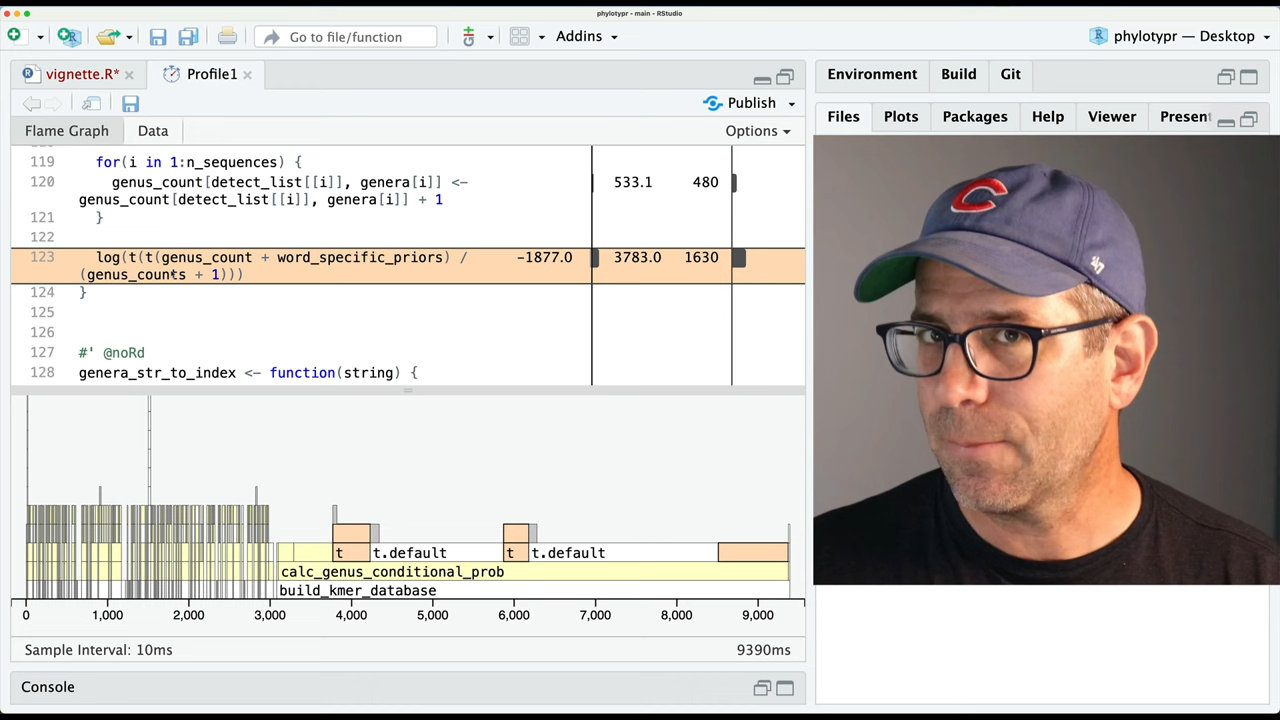 phylotypr - main - RStudio
Go to file/function
Addins
phylotypr — Desktop
vignette.R*
Profile1
Publish
Flame Graph
Data
Options
119 for(i in 1:n_sequences) {
120 genus_count[detect_list[[i]], genera[i]] <- 533.1 480
genus_count[detect_list[[i]], genera[i]] + 1
121 }
122
123 log(t(t(genus_count + word_specific_priors) / -1877.0 3783.0 1630
(genus_counts + 1)))
124 }
125
126
127 #' @noRd
128 genera_str_to_index <- function(string) {
t t.default t t.default
calc_genus_conditional_prob
build_kmer_database
0 1,000 2,000 3,000 4,000 5,000 6,000 7,000 8,000 9,000
Sample Interval: 10ms 9390ms
Console
Environment Build Git
Files Plots Packages Help Viewer Present
C
47